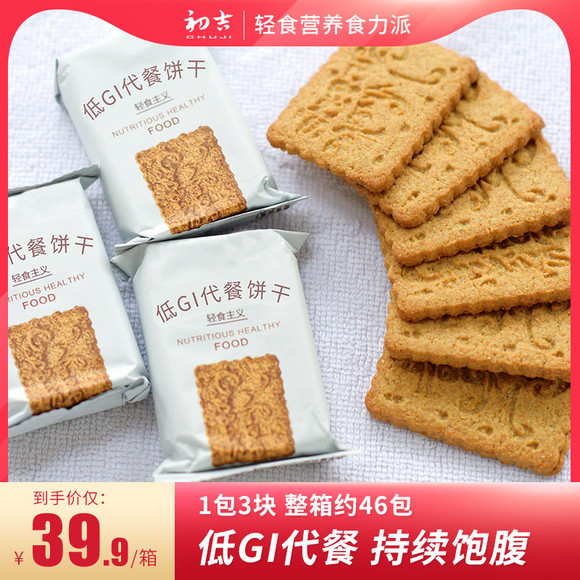 初吉 CHUJI | 轻食营养食力派
低GI代餐饼干
轻食主义
NUTRITIOUS HEALTHY
FOOD
代餐饼干
轻食主义
NUTRITIOUS HEALTHY
FOOD
低GI代餐饼干
轻食主义
NUTRITIOUS HEALTHY
FOOD
到手价仅:
¥39.9/箱
1包3块 整箱约46包
低GI代餐 持续饱腹